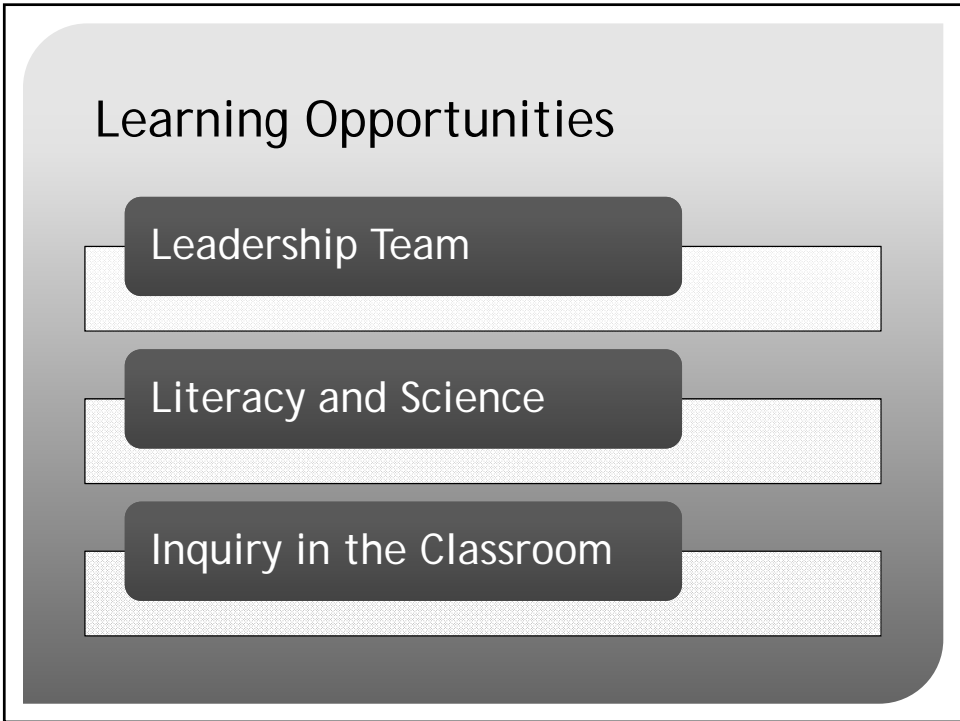 Learning Opportunities
Leadership Team
Literacy and Science
Inquiry in the Classroom